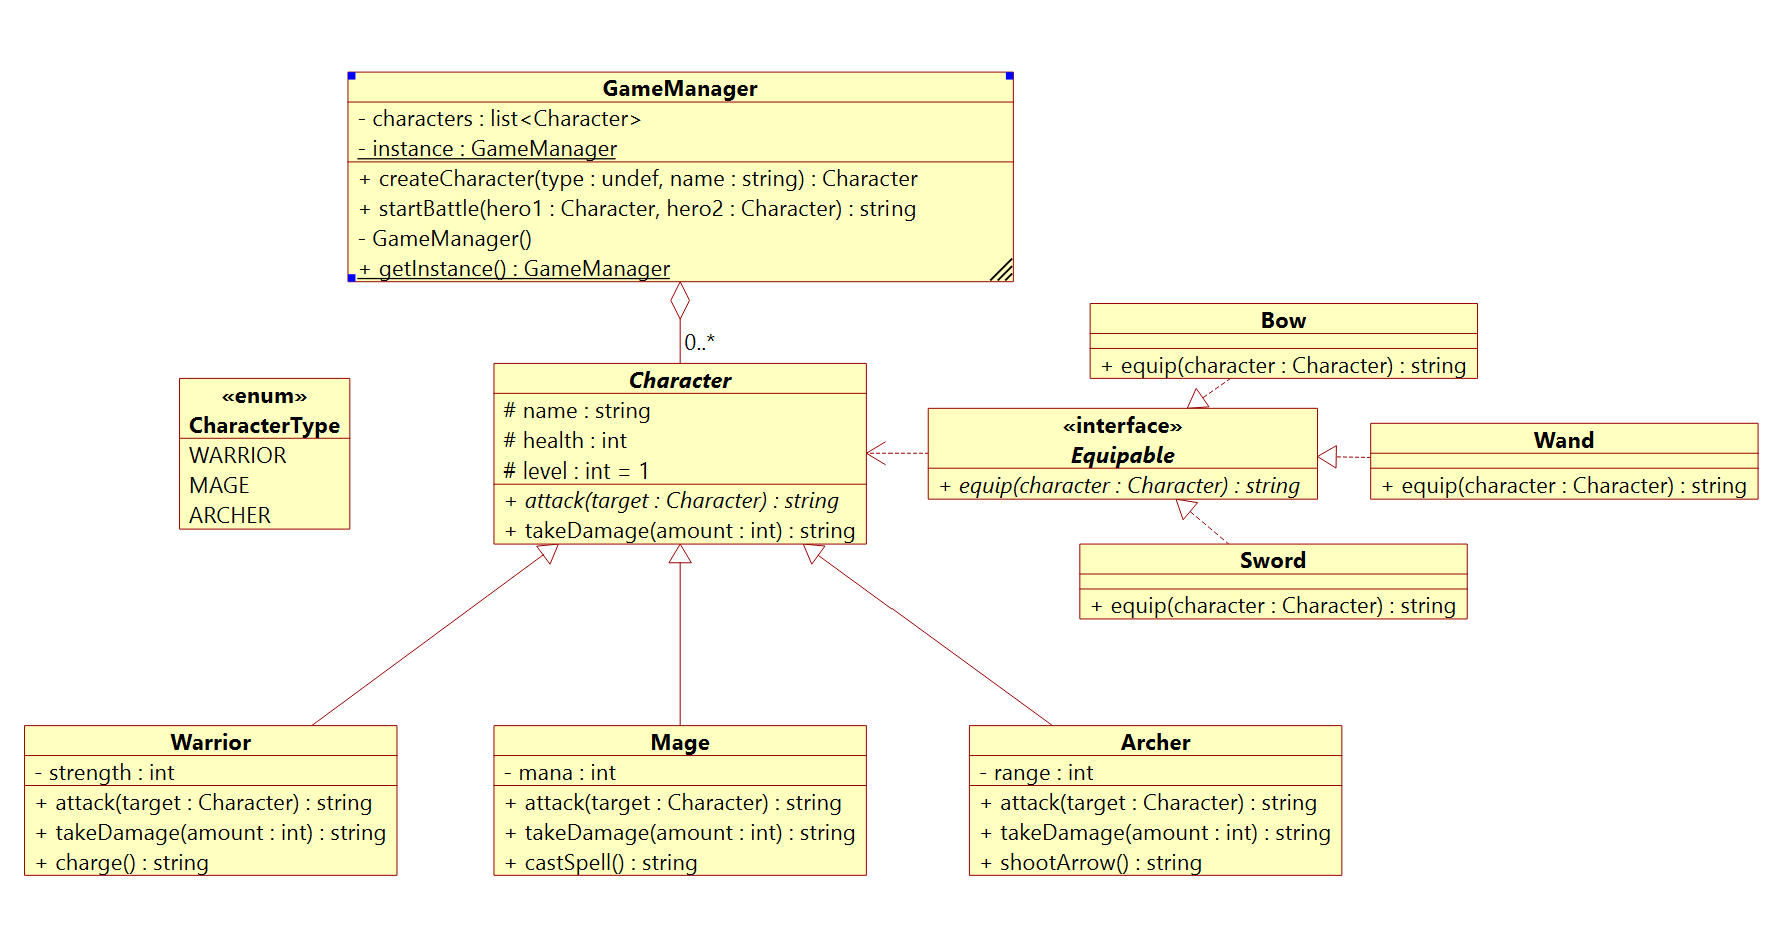 GameManager
- characters : list<Character>
- instance : GameManager
+ createCharacter(type : undef, name : string) : Character
+ startBattle(hero1 : Character, hero2 : Character) : string
- GameManager()
+ getInstance() : GameManager
0..*
«enum»
CharacterType
WARRIOR
MAGE
ARCHER
Character
# name : string
# health : int
# level : int = 1
+ attack(target : Character) : string
+ takeDamage(amount : int) : string
Bow
+ equip(character : Character) : string
«interface»
Equipable
+ equip(character : Character) : string
Wand
+ equip(character : Character) : string
Sword
+ equip(character : Character) : string
Warrior
- strength : int
+ attack(target : Character) : string
+ takeDamage(amount : int) : string
+ charge() : string
Mage
- mana : int
+ attack(target : Character) : string
+ takeDamage(amount : int) : string
+ castSpell() : string
Archer
- range : int
+ attack(target : Character) : string
+ takeDamage(amount : int) : string
+ shootArrow() : string